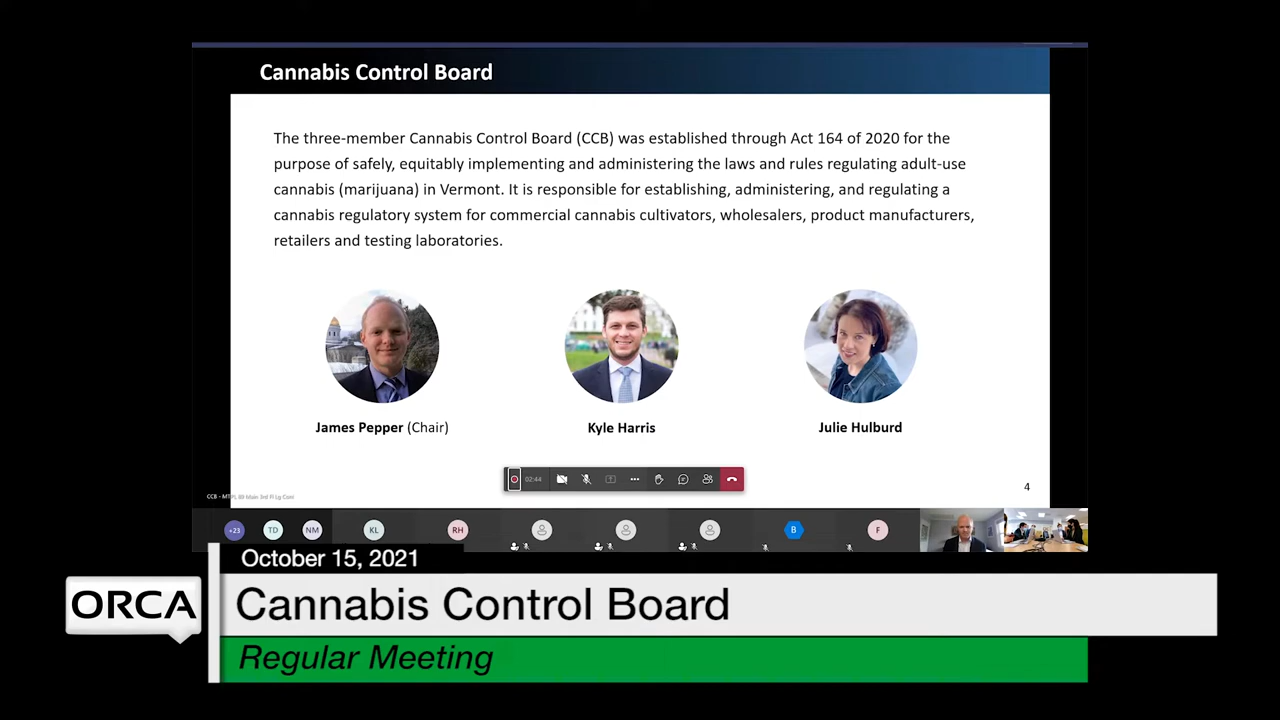 Cannabis Control Board
The three-member Cannabis Control Board (CCB) was established through Act 164 of 2020 for the
purpose of safely, equitably implementing and administering the laws and rules regulating adult-use
cannabis (marijuana) in Vermont. It is responsible for establishing, administering, and regulating a
cannabis regulatory system for commercial cannabis cultivators, wholesalers, product manufacturers,
retailers and testing laboratories.
James Pepper (Chair)
Kyle Harris
Julie Hulburd
02:44
4
+23
TD
NM
KL
RH
B
F
October 15, 2021
ORCA
Cannabis Control Board
Regular Meeting